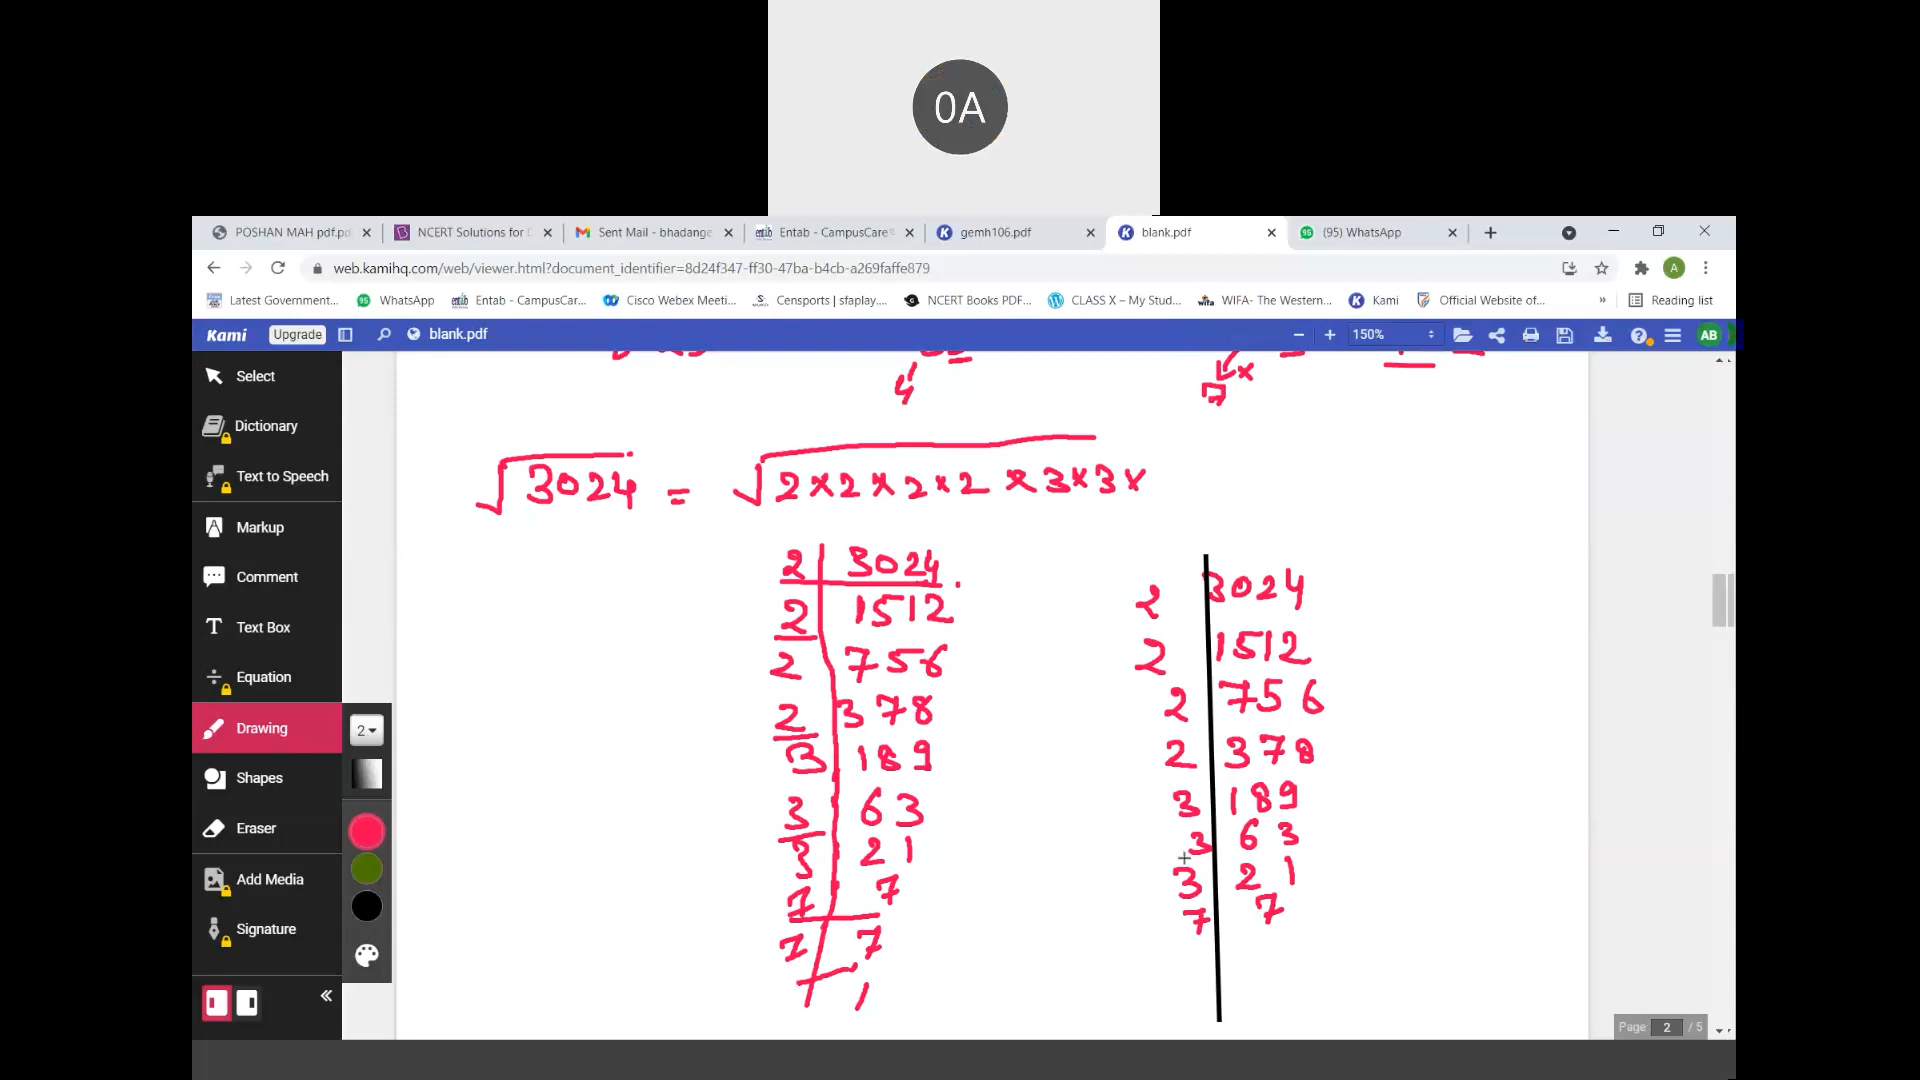 0A
POSHAN MAH pdf.pd
NCERT Solutions for
Sent Mail - bhadange
Entab - CampusCare
gemh106.pdf
blank.pdf
(95) WhatsApp
web.kamihq.com/web/viewer.html?document_identifier=8d24f347-ff30-47ba-b4cb-a269faffe879
A
Latest Government...
WhatsApp
Entab - CampusCar...
Cisco Webex Meeti...
Censports | sfaplay....
NCERT Books PDF...
CLASS X – My Stud...
WIFA- The Western...
Kami
Official Website of...
»
Reading list
Kami
Upgrade
blank.pdf
150%
AB
Select
Dictionary
Text to Speech
Markup
Comment
Text Box
Equation
Drawing
Shapes
Eraser
Add Media
Signature
2
4
7 x
√3024 = √2×2×2×2×3×3×
2 3024
2 1512
2 756
2 378
3 189
3 63
3 21
7 7
7 7
1
2 3024
2 1512
2 756
2 378
3 189
3 63
3 21
7 7
Page 2 / 5